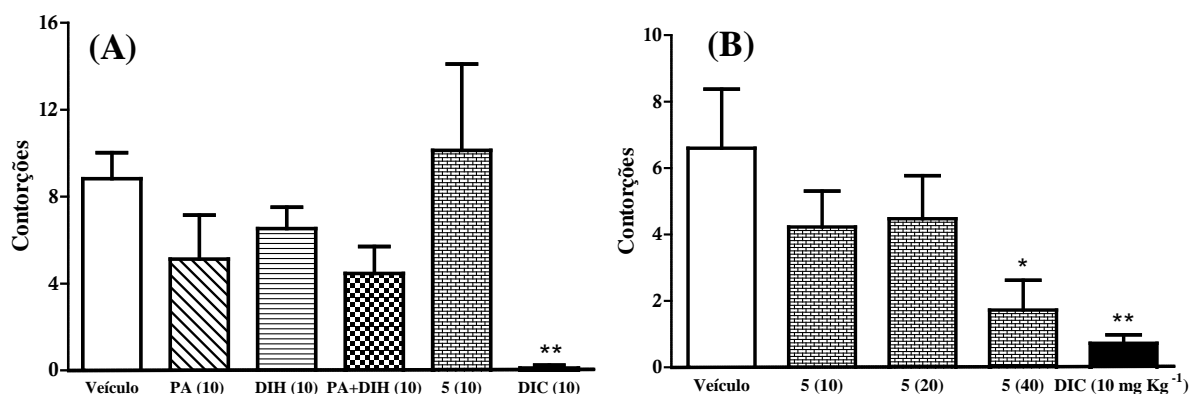 (A)
Contorções
16
12
8
4
0
**
Veículo PA (10) DIH (10) PA+DIH (10) 5 (10) DIC (10)
(B)
Contorções
10
8
6
4
2
0
*
**
Veículo 5 (10) 5 (20) 5 (40) DIC (10 mg Kg⁻¹)